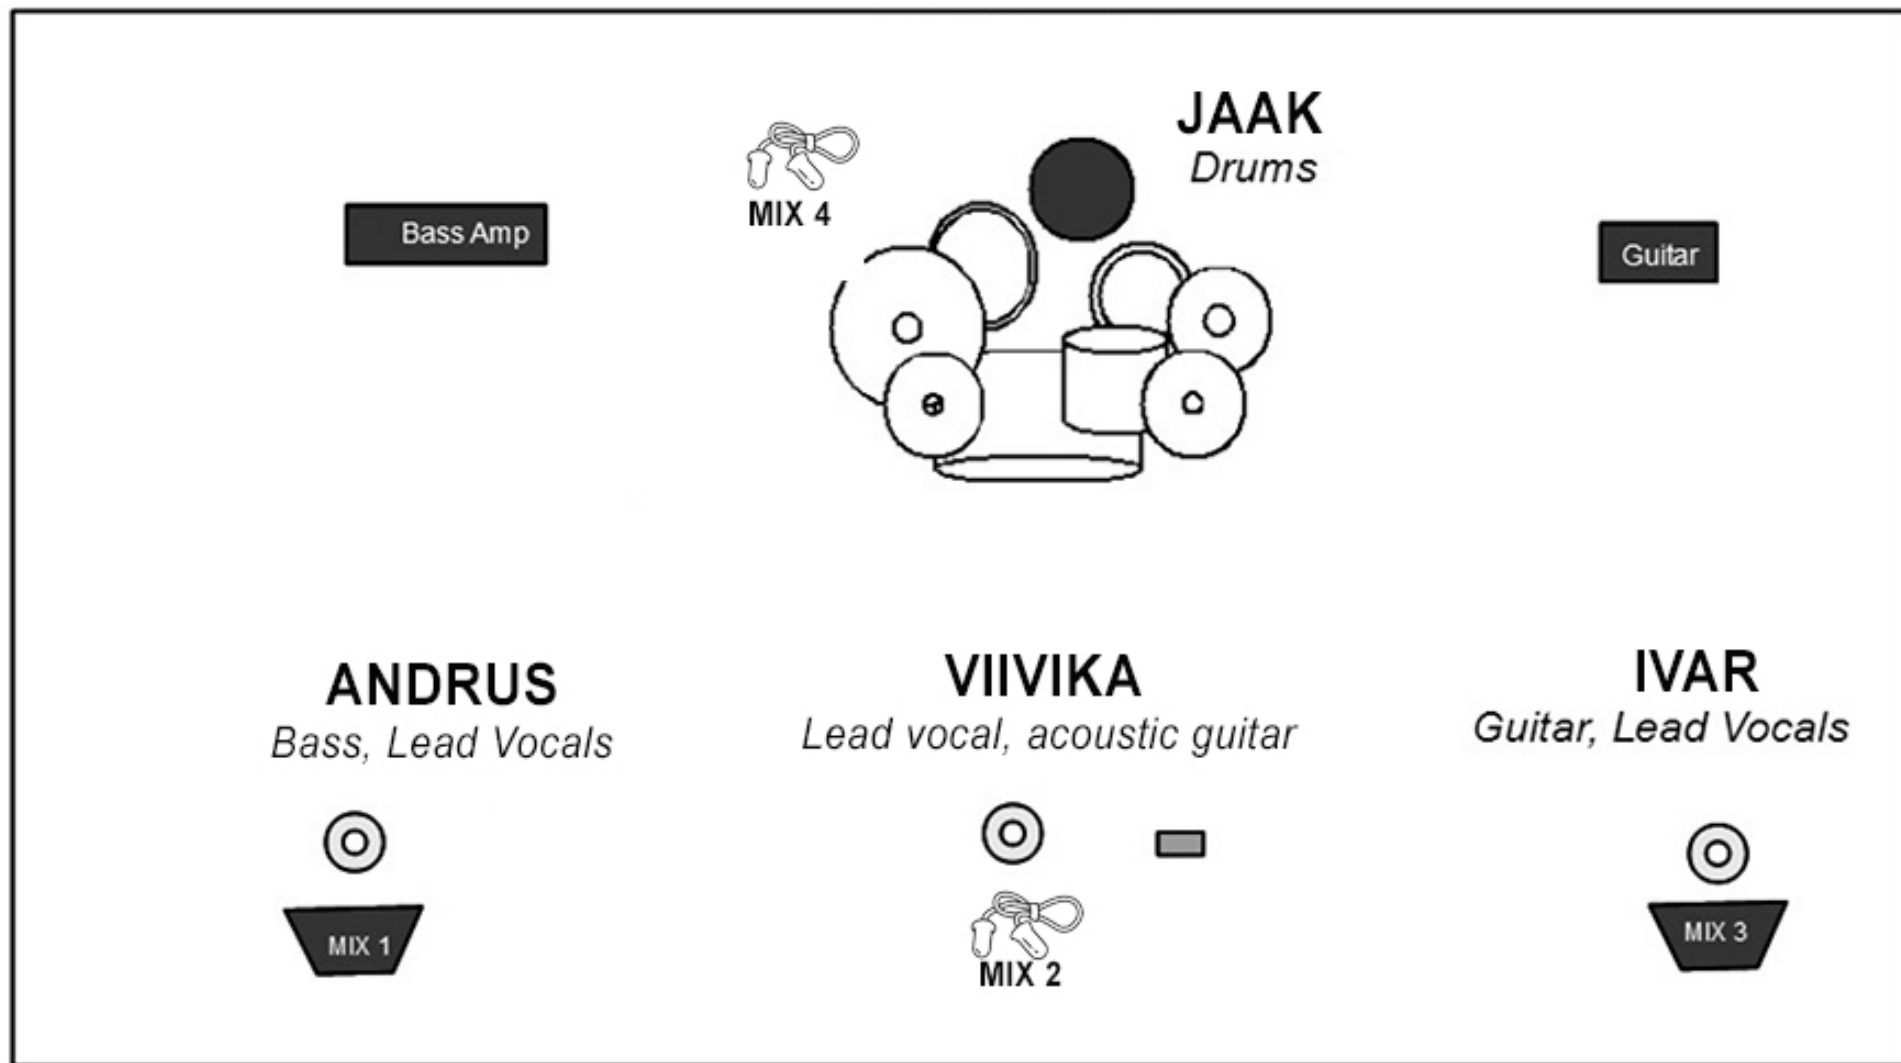 JAAK
Drums
MIX 4
Bass Amp
Guitar
ANDRUS
Bass, Lead Vocals
VIIVIKA
Lead vocal, acoustic guitar
IVAR
Guitar, Lead Vocals
MIX 1
MIX 2
MIX 3